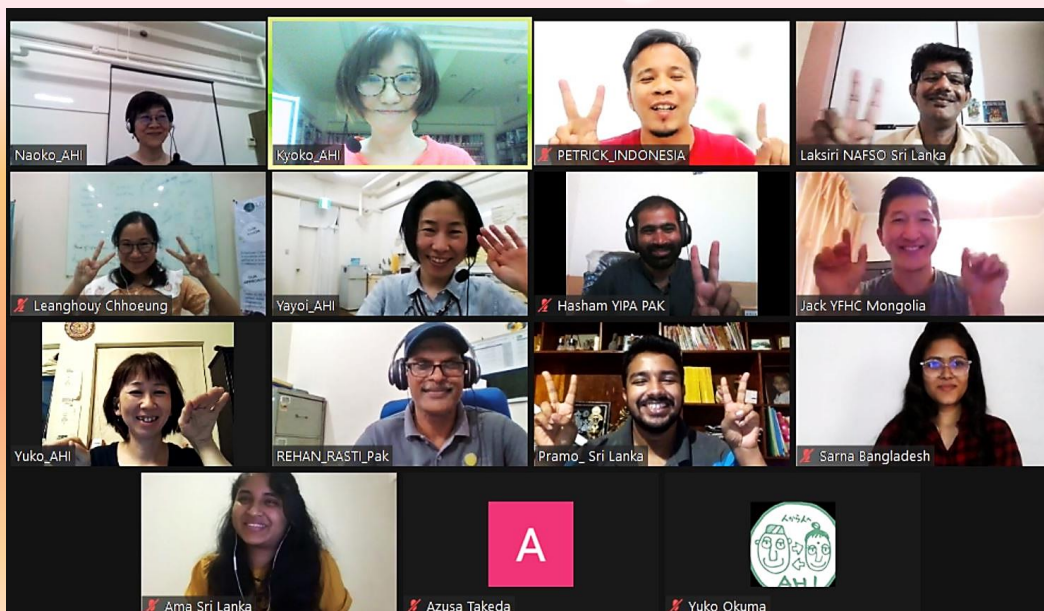 Naoko_AHI
Kyoko_AHI
PETRICK_INDONESIA
Laksiri NAFSO Sri Lanka
Leanghouy Chhoeung
Yayoi_AHI
Hasham YIPA PAK
Jack YFHC Mongolia
Yuko_AHI
REHAN_RASTI_Pak
Pramo_ Sri Lanka
Sarna Bangladesh
Ama Sri Lanka
A
Azusa Takeda
AHI
Yuko Okuma